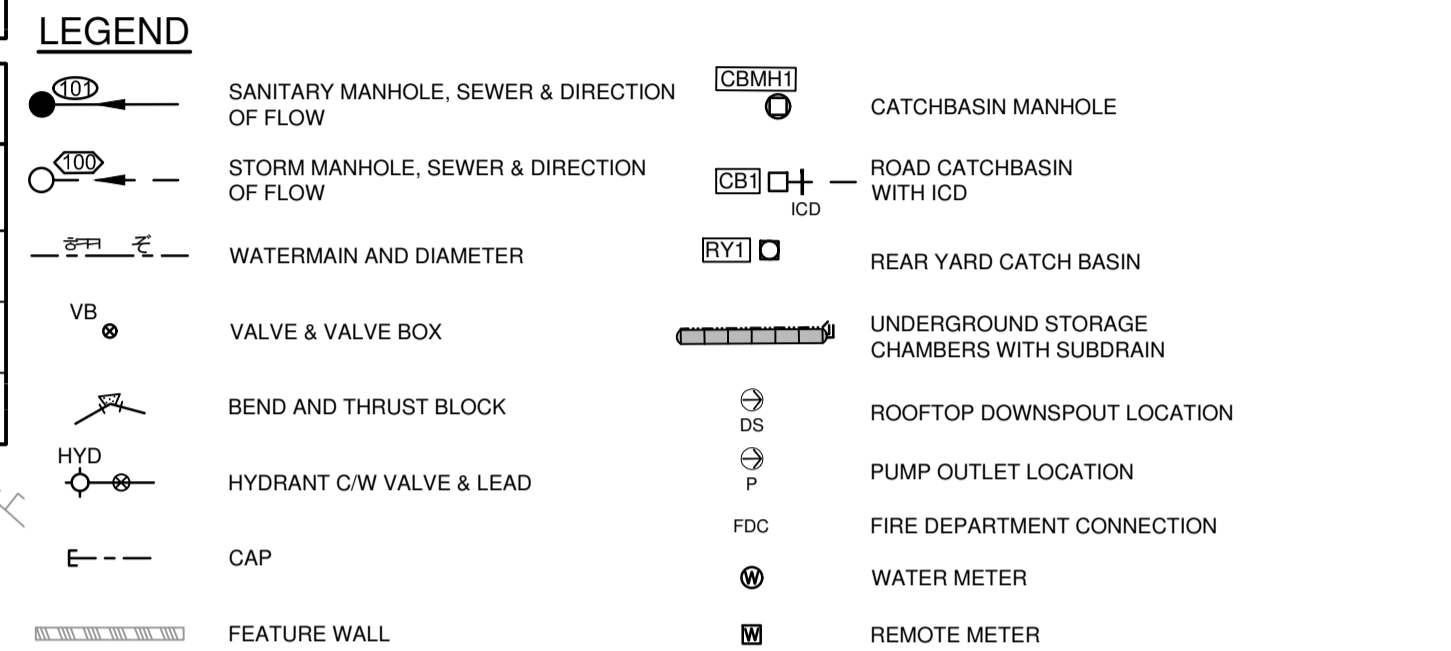 LEGEND
101
SANITARY MANHOLE, SEWER & DIRECTION
OF FLOW
100
STORM MANHOLE, SEWER & DIRECTION
OF FLOW
WATERMAIN AND DIAMETER
VB
VALVE & VALVE BOX
BEND AND THRUST BLOCK
HYD
HYDRANT C/W VALVE & LEAD
CAP
FEATURE WALL
CBMH1
CATCHBASIN MANHOLE
CB1
ICD
ROAD CATCHBASIN
WITH ICD
RY1
REAR YARD CATCH BASIN
UNDERGROUND STORAGE
CHAMBERS WITH SUBDRAIN
DS
ROOFTOP DOWNSPOUT LOCATION
P
PUMP OUTLET LOCATION
FDC
FIRE DEPARTMENT CONNECTION
W
WATER METER
W
REMOTE METER